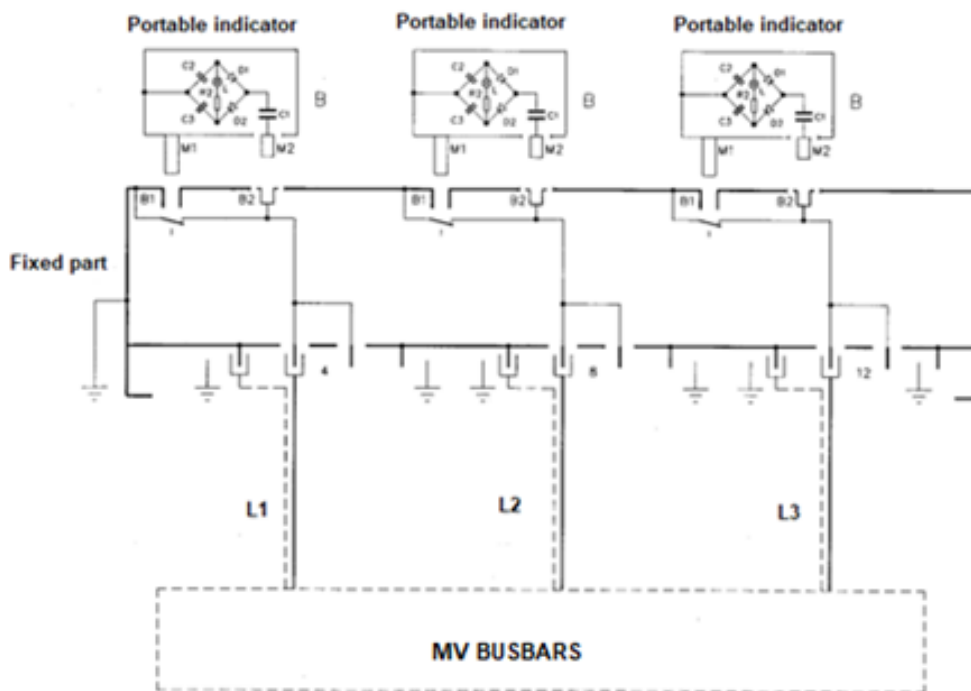 Portable indicator Portable indicator Portable indicator
C2 D1 C2 D1 C2 D1
R2 L R2 L R2 L
B B B
C3 D2 C1 C3 D2 C1 C3 D2 C1
M1 M2 M1 M2 M1 M2
B1 B2 B1 B2 B1 B2
I I I
Fixed part
4 8 12
L1 L2 L3
MV BUSBARS